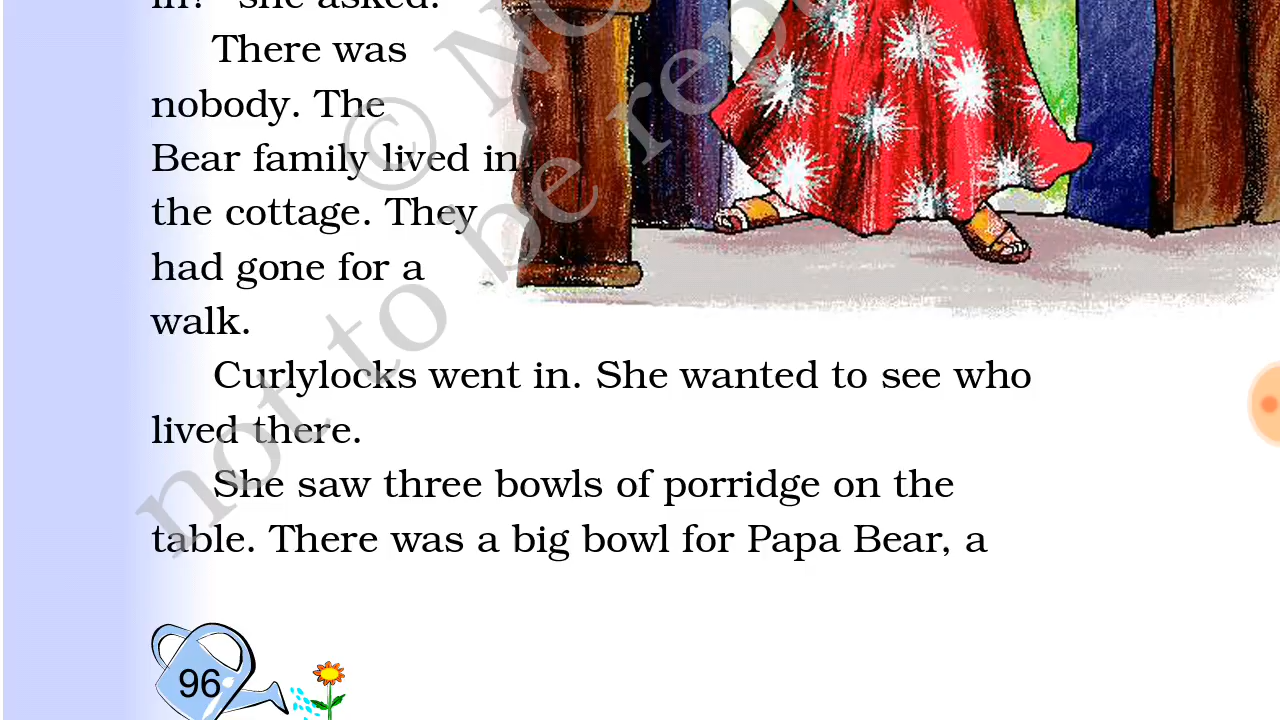 in?" she asked.
There was
nobody. The
Bear family lived in
the cottage. They
had gone for a
walk.
Curlylocks went in. She wanted to see who
lived there.
She saw three bowls of porridge on the
table. There was a big bowl for Papa Bear, a
96
not to be rep
© NC